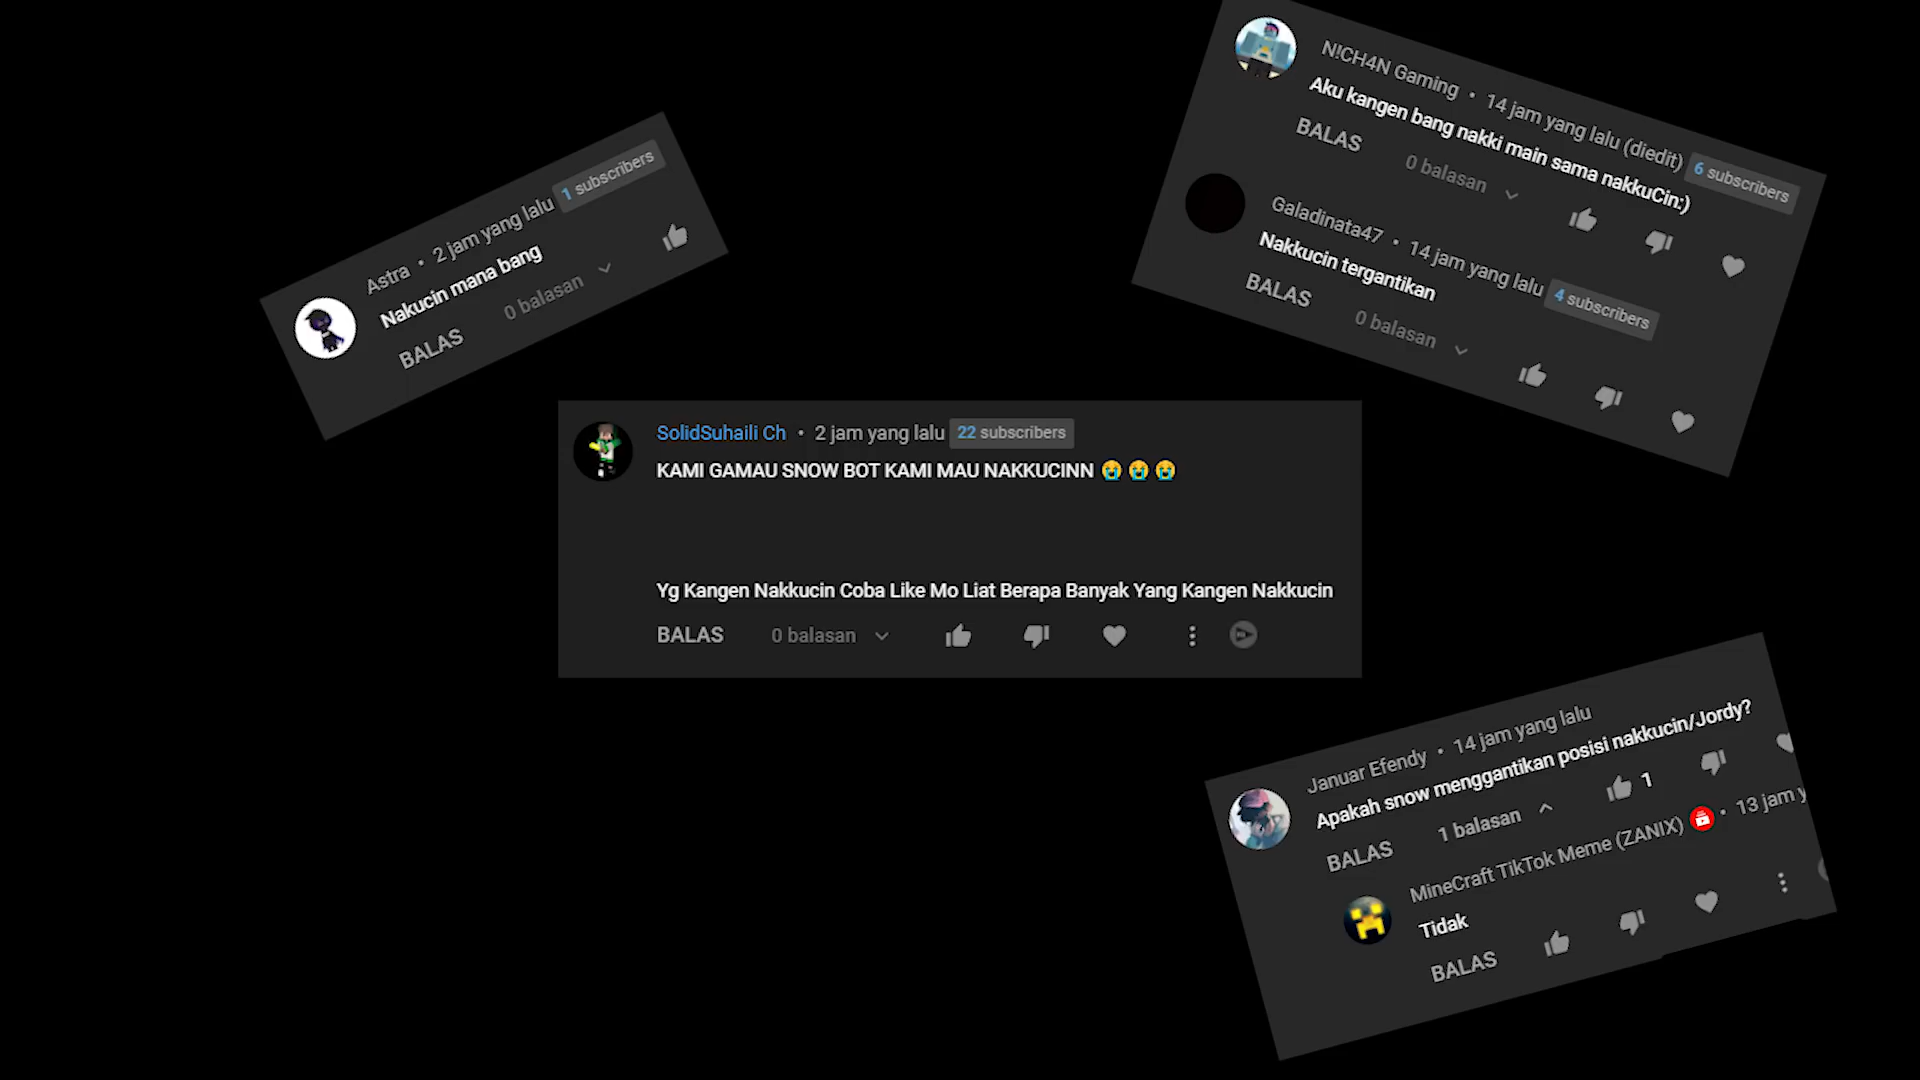 Astra • 2 jam yang lalu 1 subscribers
Nakucin mana bang
BALAS 0 balasan
N!CH4N Gaming • 14 jam yang lalu (diedit) 6 subscribers
Aku kangen bang nakki main sama nakkuCin:)
BALAS 0 balasan
Galadinata47 • 14 jam yang lalu 4 subscribers
Nakkucin tergantikan
BALAS 0 balasan
SolidSuhaili Ch • 2 jam yang lalu 22 subscribers
KAMI GAMAU SNOW BOT KAMI MAU NAKKUCINN 😭 😭 😭
Yg Kangen Nakkucin Coba Like Mo Liat Berapa Banyak Yang Kangen Nakkucin
BALAS 0 balasan
Januar Efendy • 14 jam yang lalu
Apakah snow menggantikan posisi nakkucin/Jordy?
BALAS 1 balasan 1
MineCraft TikTok Meme (ZANIX) • 13 jam
Tidak
BALAS